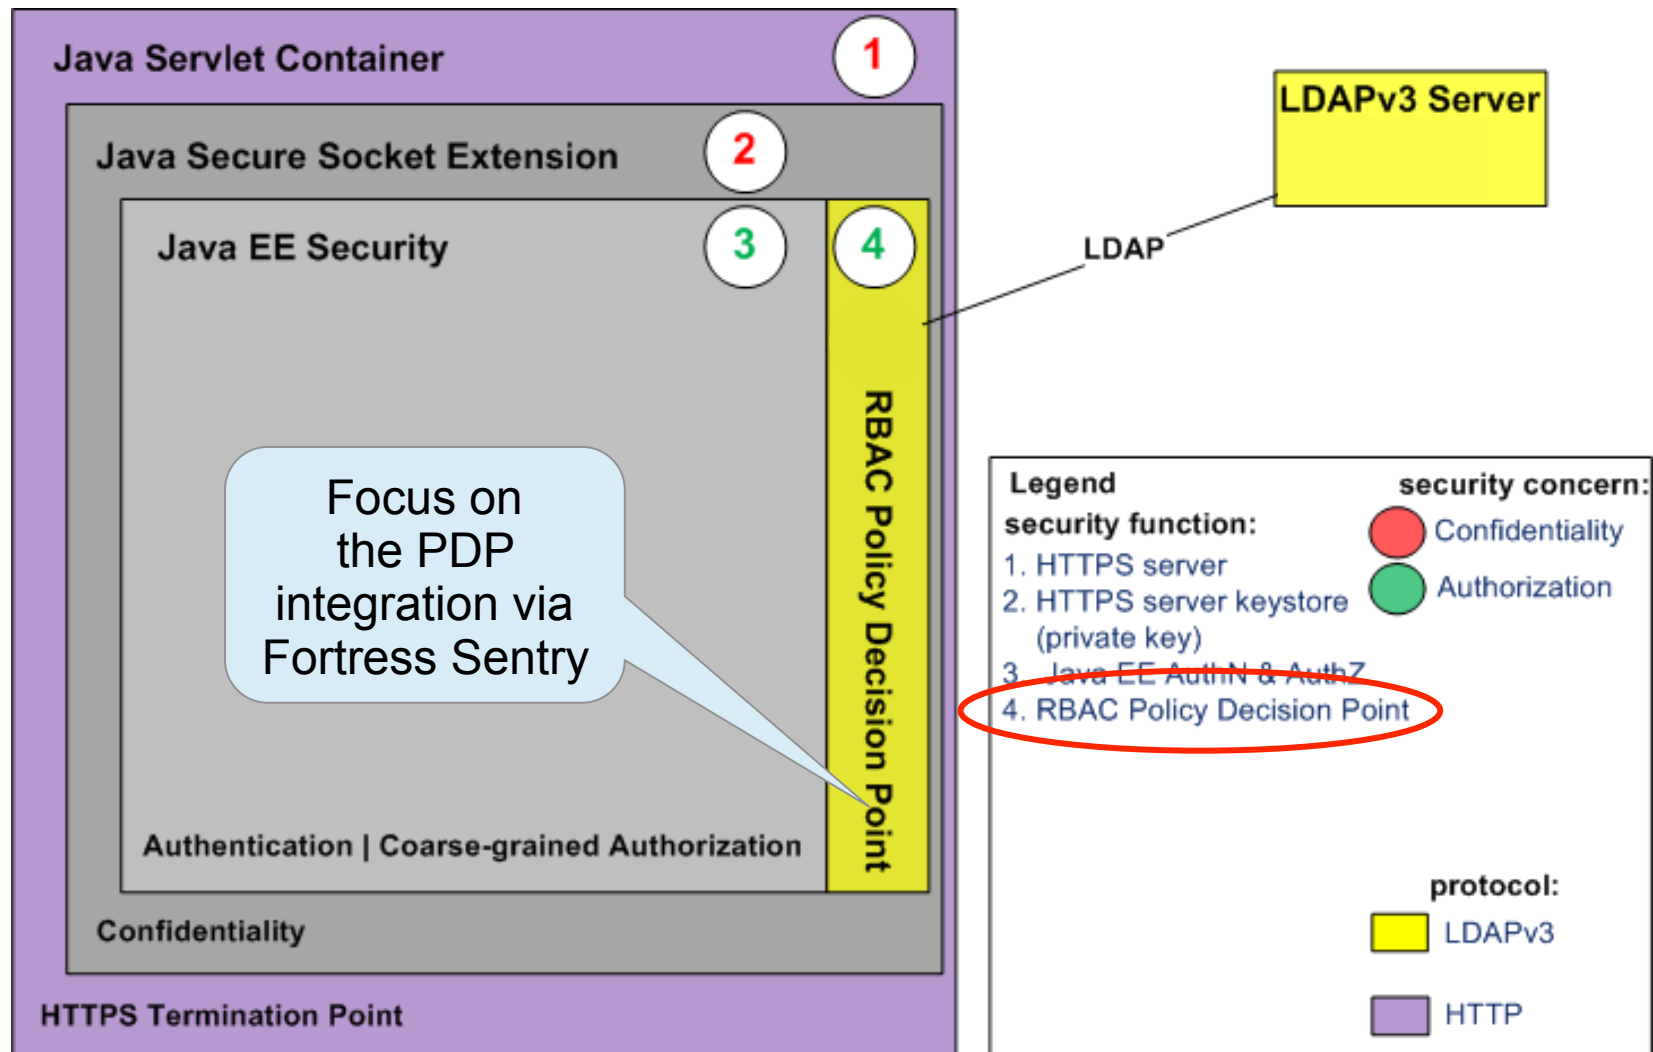 Java Servlet Container
1
Java Secure Socket Extension
2
Java EE Security
3
4
RBAC Policy Decision Point
Focus on
the PDP
integration via
Fortress Sentry
Authentication | Coarse-grained Authorization
Confidentiality
HTTPS Termination Point
LDAPv3 Server
LDAP
Legend
security function:
1. HTTPS server
2. HTTPS server keystore
(private key)
3. Java EE AuthN & AuthZ
4. RBAC Policy Decision Point
security concern:
Confidentiality
Authorization
protocol:
LDAPv3
HTTP